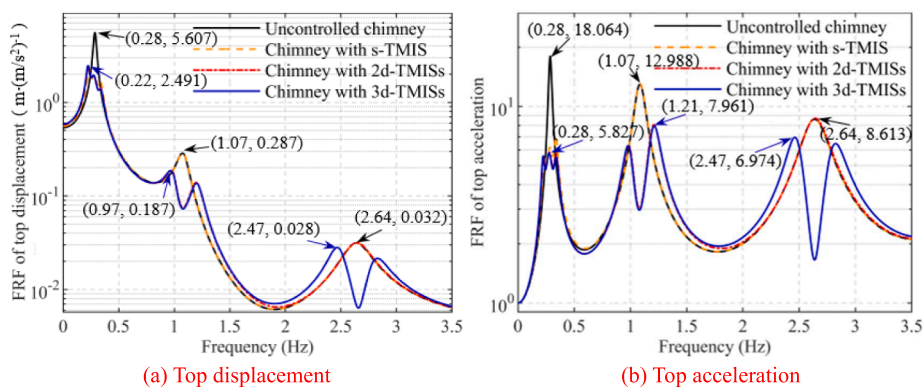 FRF of top displacement ( m·(m/s²)⁻¹ )
10⁰
10⁻¹
10⁻²
Uncontrolled chimney
Chimney with s-TMIS
Chimney with 2d-TMISs
Chimney with 3d-TMISs
(0.28, 5.607)
(0.22, 2.491)
(1.07, 0.287)
(0.97, 0.187)
(2.47, 0.028)
(2.64, 0.032)
0 0.5 1 1.5 2 2.5 3 3.5
Frequency (Hz)
(a) Top displacement
FRF of top acceleration
10¹
10⁰
Uncontrolled chimney
Chimney with s-TMIS
Chimney with 2d-TMISs
Chimney with 3d-TMISs
(0.28, 18.064)
(1.07, 12.988)
(1.21, 7.961)
(0.28, 5.827)
(2.47, 6.974)
(2.64, 8.613)
0 0.5 1 1.5 2 2.5 3 3.5
Frequency (Hz)
(b) Top acceleration